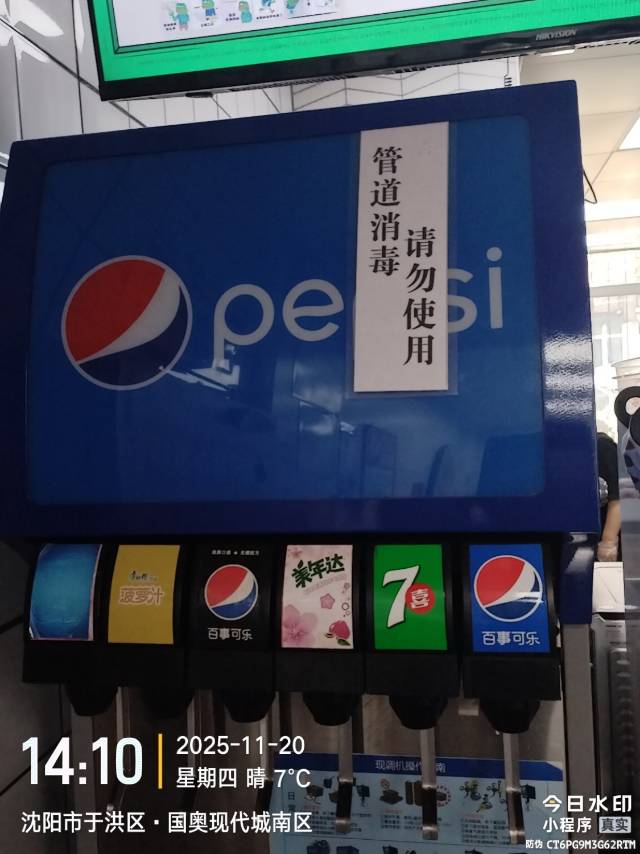 HIKVISION
管道消毒
请勿使用
pepsi
菠萝汁
百事可乐
美年达
7喜
百事可乐
现调机操作指南
14:10
2025-11-20
星期四 晴 7℃
沈阳市于洪区·国奥现代城南区
今日水印
小程序 真实
防伪 CT6PG9M3G62RTM